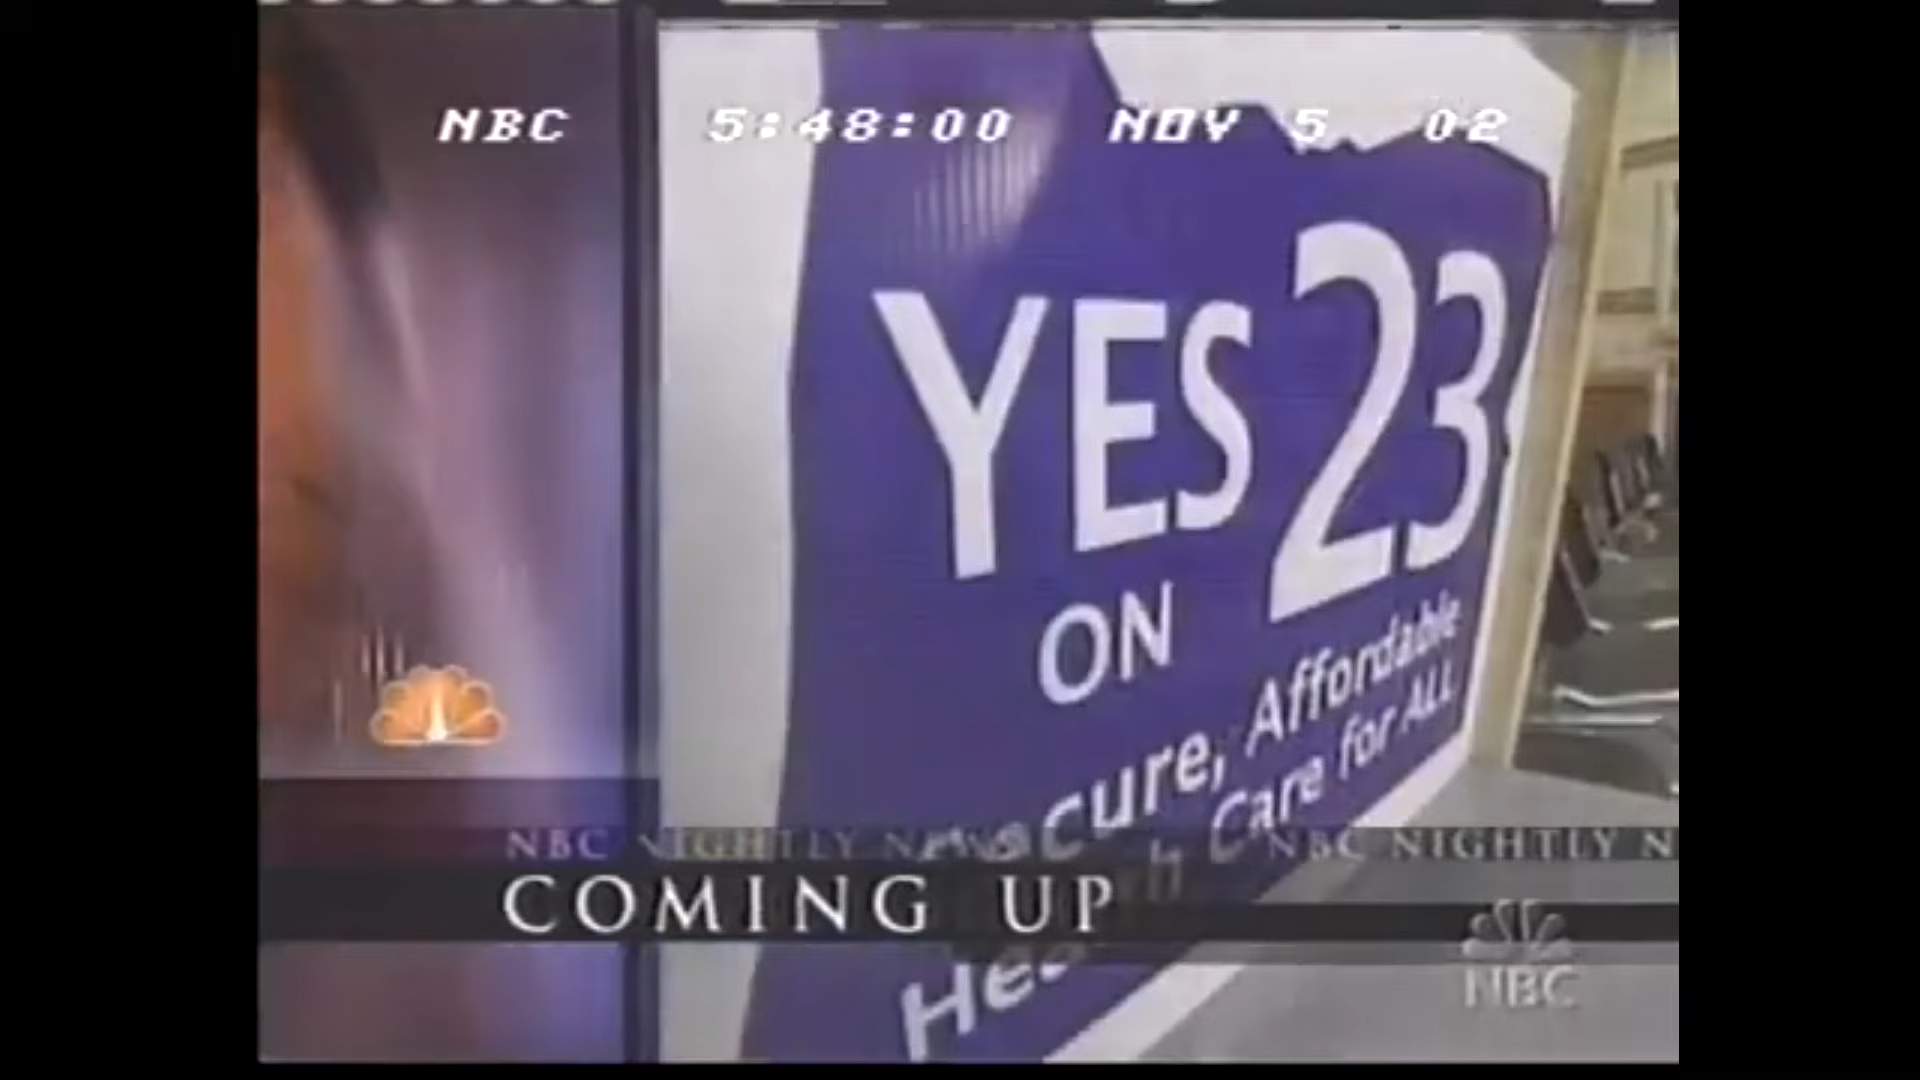 NBC 5:48:00 NOV 5 02
YES 23
ON
Secure, Affordable
Health Care for ALL
NBC NIGHTLY NEWS NBC NIGHTLY N
COMING UP
NBC